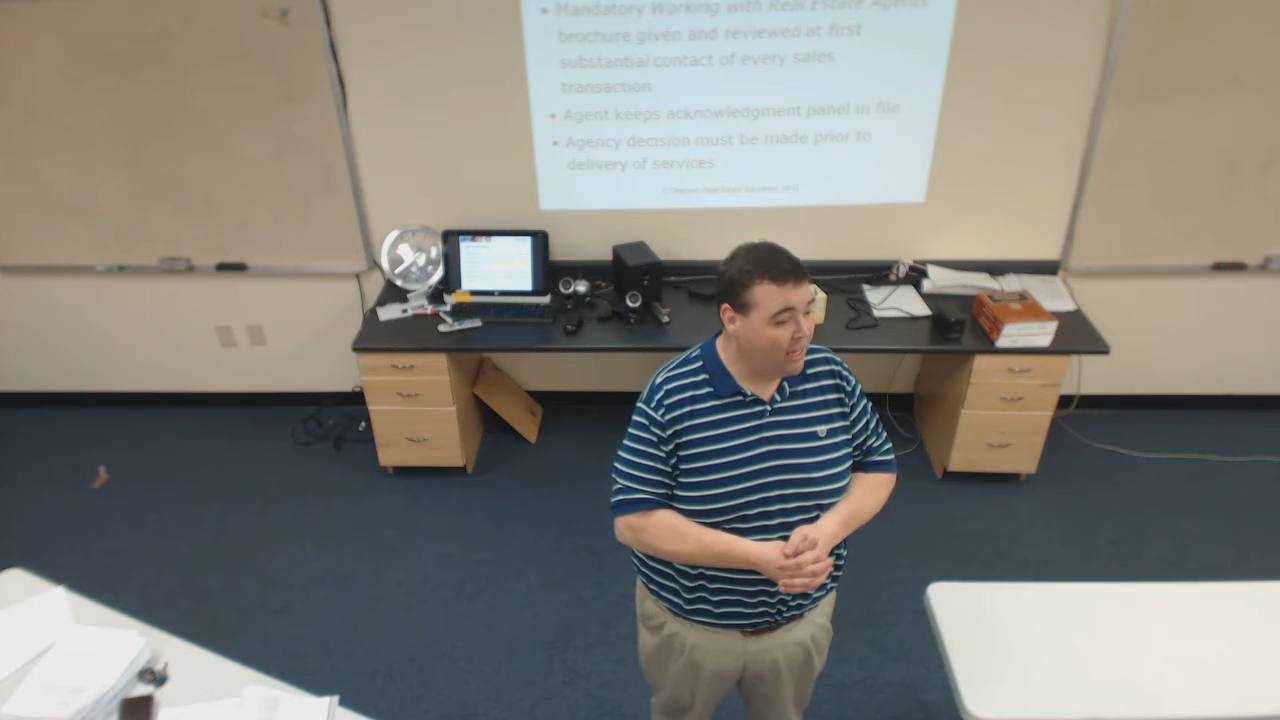 • Mandatory Working with Real Estate Agents
brochure given and reviewed at first
substantial contact of every sales
transaction
• Agent keeps acknowledgment panel in file
• Agency decision must be made prior to
delivery of services